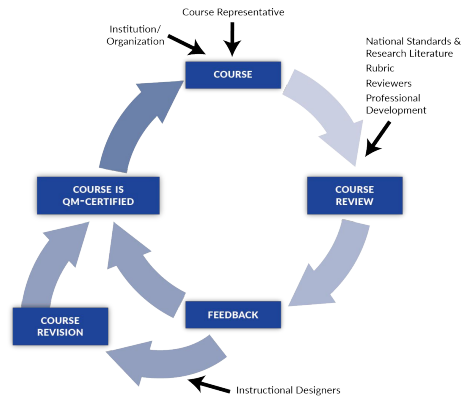 Course Representative
Institution/
Organization
COURSE
National Standards &
Research Literature
Rubric
Reviewers
Professional
Development
COURSE IS
QM-CERTIFIED
COURSE
REVIEW
FEEDBACK
COURSE
REVISION
Instructional Designers